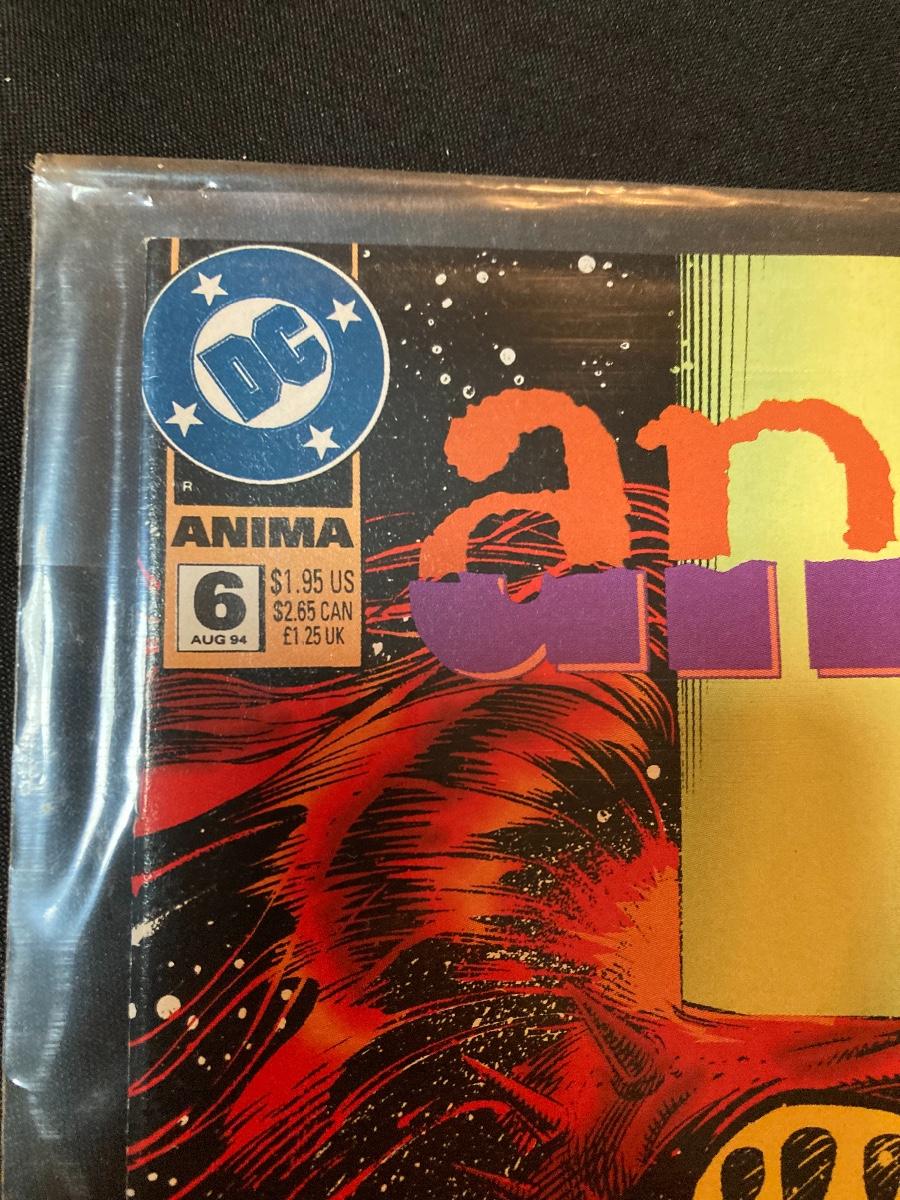 DC
R
ANIMA
6
AUG 94
$1.95 US
$2.65 CAN
£1.25 UK
an